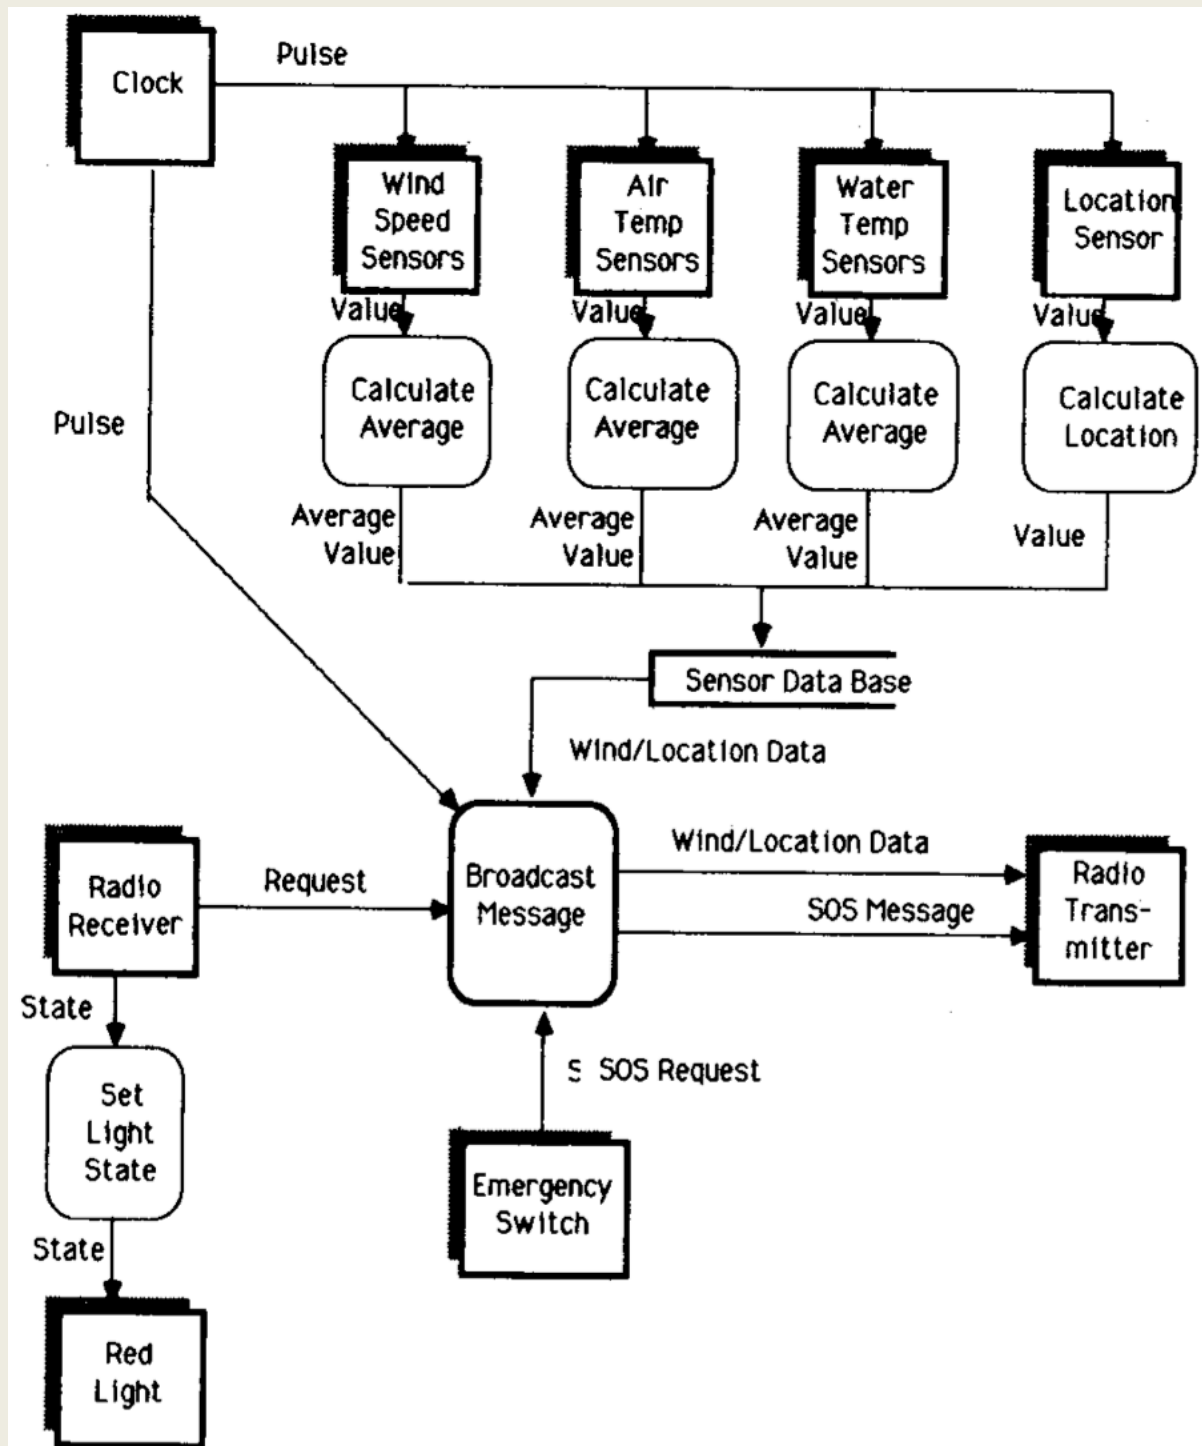 Pulse
Clock
Wind
Speed
Sensors
Air
Temp
Sensors
Water
Temp
Sensors
Location
Sensor
Value
Value
Value
Value
Calculate
Average
Calculate
Average
Calculate
Average
Calculate
Location
Pulse
Average
Value
Average
Value
Average
Value
Value
Sensor Data Base
Wind/Location Data
Radio
Receiver
Request
Broadcast
Message
Wind/Location Data
SOS Message
Radio
Trans-
mitter
State
S SOS Request
Set
Light
State
Emergency
Switch
State
Red
Light